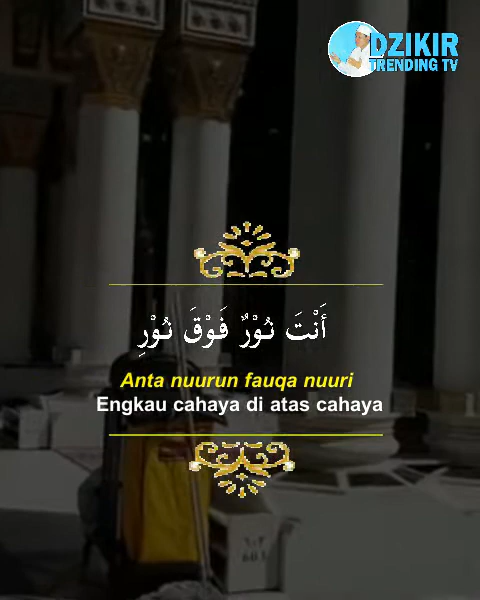 DZIKIR
TRENDING TV
أَنْتَ نُوْرٌ فَوْقَ نُوْرِ
Anta nuurun fauqa nuuri
Engkau cahaya di atas cahaya